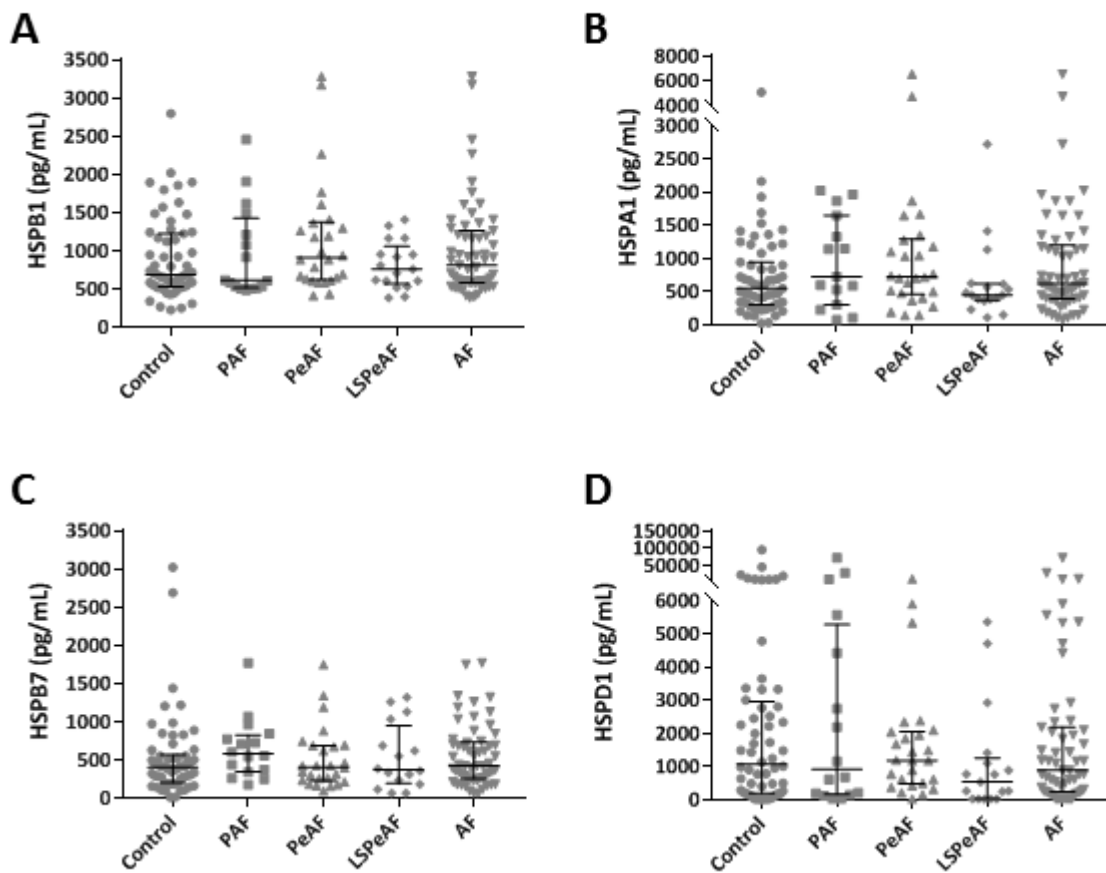 A
HSPB1 (pg/mL)
3500
3000
2500
2000
1500
1000
500
0
Control
PAF
PeAF
LSPeAF
AF
B
HSPA1 (pg/mL)
8000
6000
4000
3000
2500
2000
1500
1000
500
0
Control
PAF
PeAF
LSPeAF
AF
C
HSPB7 (pg/mL)
3500
3000
2500
2000
1500
1000
500
0
Control
PAF
PeAF
LSPeAF
AF
D
HSPD1 (pg/mL)
150000
100000
50000
6000
5000
4000
3000
2000
1000
0
Control
PAF
PeAF
LSPeAF
AF